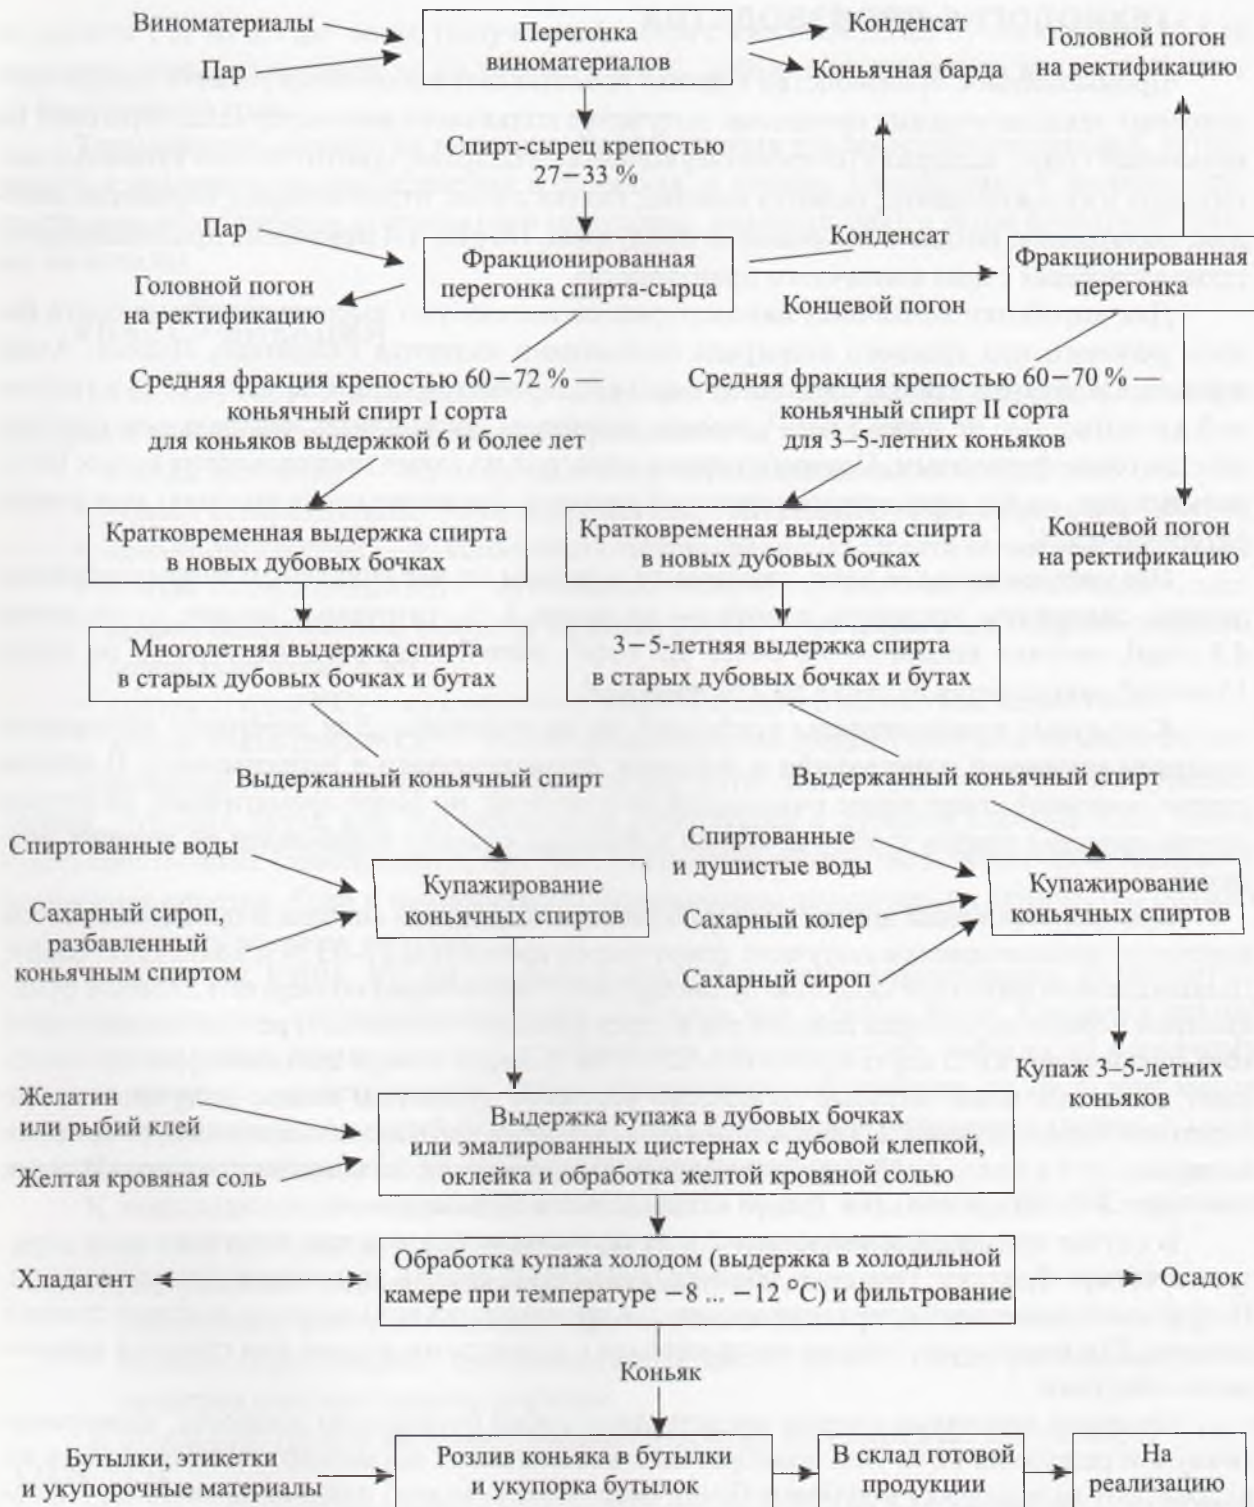 Виноматериалы
Пар
Перегонка
виноматериалов
Конденсат
Коньячная барда
Головной погон
на ректификацию
Спирт-сырец крепостью
27–33 %
Пар
Головной погон
на ректификацию
Фракционированная
перегонка спирта-сырца
Конденсат
Концевой погон
Фракционированная
перегонка
Средняя фракция крепостью 60–72 % —
коньячный спирт I сорта
для коньяков выдержкой 6 и более лет
Средняя фракция крепостью 60–70 % —
коньячный спирт II сорта
для 3–5-летних коньяков
Кратковременная выдержка спирта
в новых дубовых бочках
Кратковременная выдержка спирта
в новых дубовых бочках
Концевой погон
на ректификацию
Многолетняя выдержка спирта
в старых дубовых бочках и бутах
3–5-летняя выдержка спирта
в старых дубовых бочках и бутах
Выдержанный коньячный спирт
Выдержанный коньячный спирт
Спиртованные воды
Сахарный сироп,
разбавленный
коньячным спиртом
Купажирование
коньячных спиртов
Спиртованные
и душистые воды
Сахарный колер
Сахарный сироп
Купажирование
коньячных спиртов
Купаж 3–5-летних
коньяков
Желатин
или рыбий клей
Желтая кровяная соль
Выдержка купажа в дубовых бочках
или эмалированных цистернах с дубовой клепкой,
оклейка и обработка желтой кровяной солью
Хладагент
Обработка купажа холодом (выдержка в холодильной
камере при температуре −8 ... −12 °C) и фильтрование
Осадок
Коньяк
Бутылки, этикетки
и укупорочные материалы
Розлив коньяка в бутылки
и укупорка бутылок
В склад готовой
продукции
На
реализацию